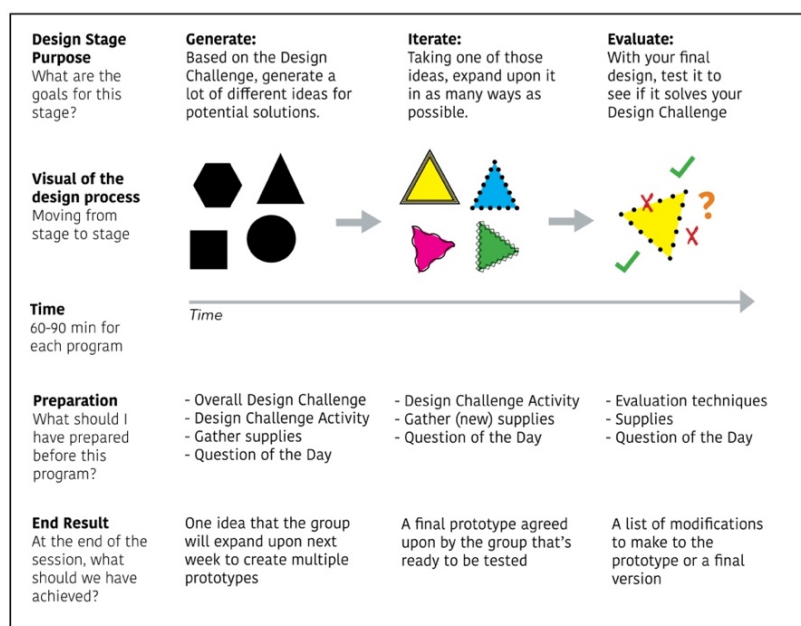 Design Stage
Purpose
What are the
goals for this
stage?
Generate:
Based on the Design
Challenge, generate a
lot of different ideas for
potential solutions.
Iterate:
Taking one of those
ideas, expand upon it
in as many ways as
possible.
Evaluate:
With your final
design, test it to
see if it solves your
Design Challenge
Visual of the
design process
Moving from
stage to stage
?
Time
60-90 min for
each program
Time
Preparation
What should I
have prepared
before this
program?
- Overall Design Challenge
- Design Challenge Activity
- Gather supplies
- Question of the Day
- Design Challenge Activity
- Gather (new) supplies
- Question of the Day
- Evaluation techniques
- Supplies
- Question of the Day
End Result
At the end of the
session, what
should we have
achieved?
One idea that the group
will expand upon next
week to create multiple
prototypes
A final prototype agreed
upon by the group that's
ready to be tested
A list of modifications
to make to the
prototype or a final
version